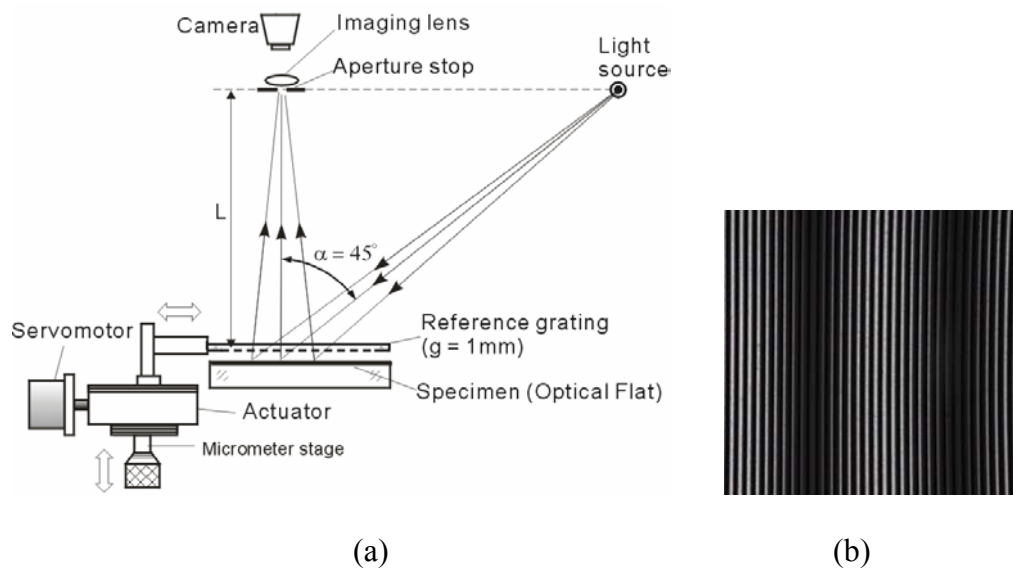 Camera
Imaging lens
Aperture stop
Light
source
L
α = 45°
Servomotor
Reference grating
(g = 1mm)
Specimen (Optical Flat)
Actuator
Micrometer stage
(a)
(b)